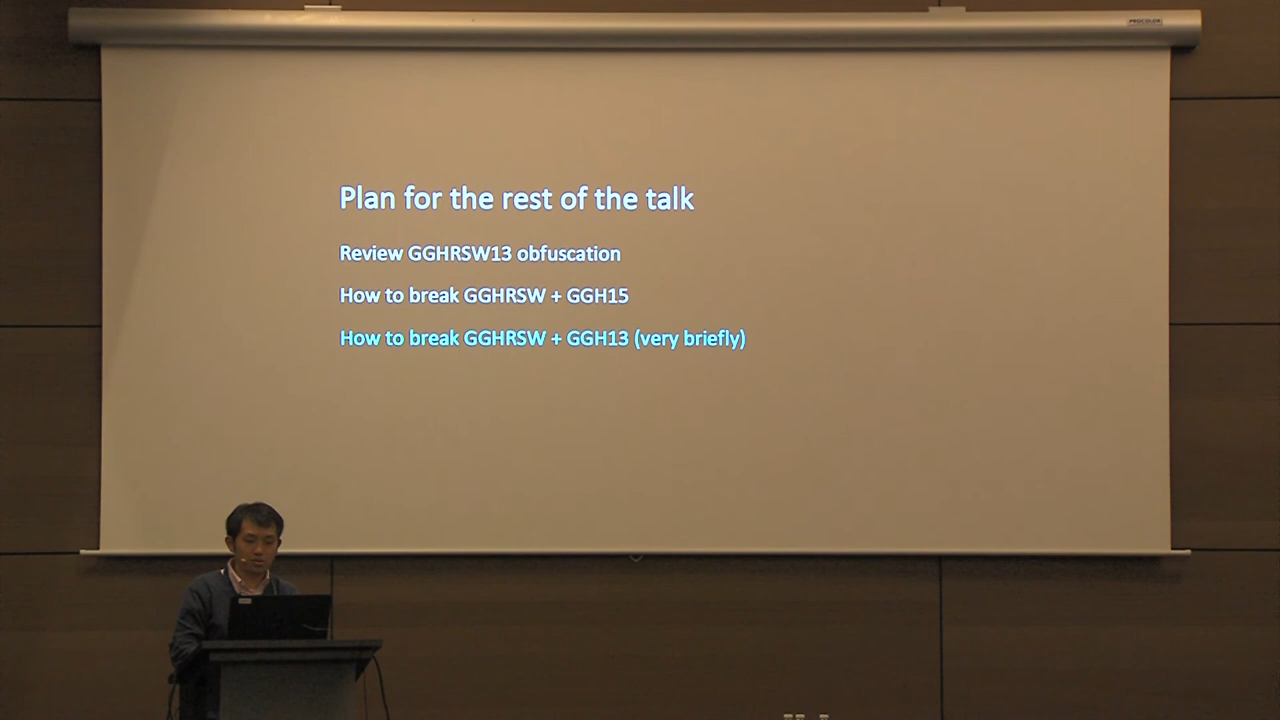 PROCOLOR
Plan for the rest of the talk
Review GGHRSW13 obfuscation
How to break GGHRSW + GGH15
How to break GGHRSW + GGH13 (very briefly)